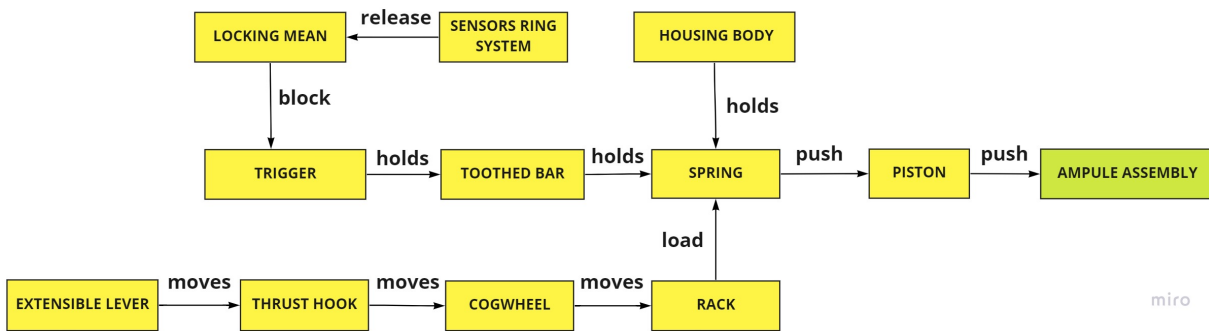 release
LOCKING MEAN
SENSORS RING
SYSTEM
HOUSING BODY
block
holds
TRIGGER
holds
TOOTHED BAR
holds
SPRING
push
PISTON
push
AMPULE ASSEMBLY
load
EXTENSIBLE LEVER
moves
THRUST HOOK
moves
COGWHEEL
moves
RACK
miro